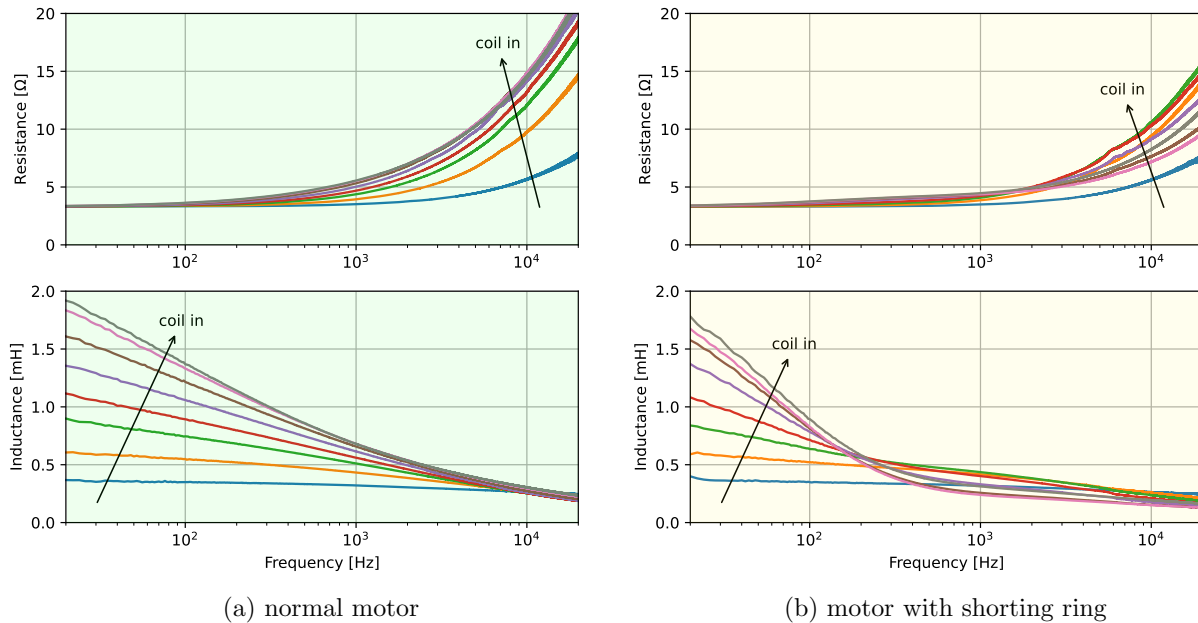 20
15
10
5
0
Resistance [Ω]
coil in
10²
10³
10⁴
20
15
10
5
0
Resistance [Ω]
coil in
10²
10³
10⁴
2.0
1.5
1.0
0.5
0.0
Inductance [mH]
coil in
10²
10³
10⁴
Frequency [Hz]
2.0
1.5
1.0
0.5
0.0
Inductance [mH]
coil in
10²
10³
10⁴
Frequency [Hz]
(a) normal motor
(b) motor with shorting ring